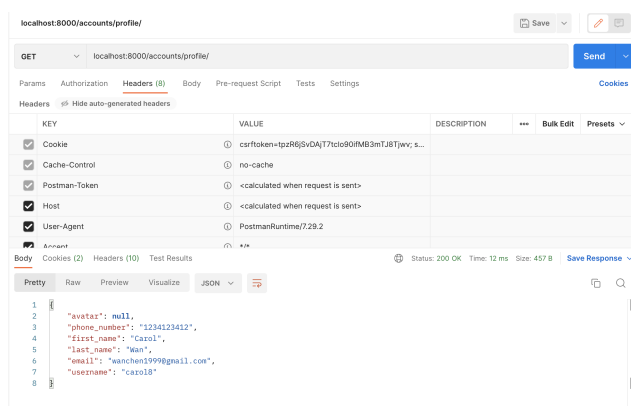 localhost:8000/accounts/profile/ Save
GET localhost:8000/accounts/profile/ Send
Params Authorization Headers (8) Body Pre-request Script Tests Settings Cookies
Headers Hide auto-generated headers
KEY VALUE DESCRIPTION Bulk Edit Presets
Cookie csrftoken=tpzR6jSvDAjT7tclo90ifMB3mTJ8Tjwv; s...
Cache-Control no-cache
Postman-Token <calculated when request is sent>
Host <calculated when request is sent>
User-Agent PostmanRuntime/7.29.2
Accept */*
Body Cookies (2) Headers (10) Test Results Status: 200 OK Time: 12 ms Size: 457 B Save Response
Pretty Raw Preview Visualize JSON
1 {
2 "avatar": null,
3 "phone_number": "1234123412",
4 "first_name": "Carol",
5 "last_name": "Wan",
6 "email": "wanchen1999@gmail.com",
7 "username": "carol8"
8 }